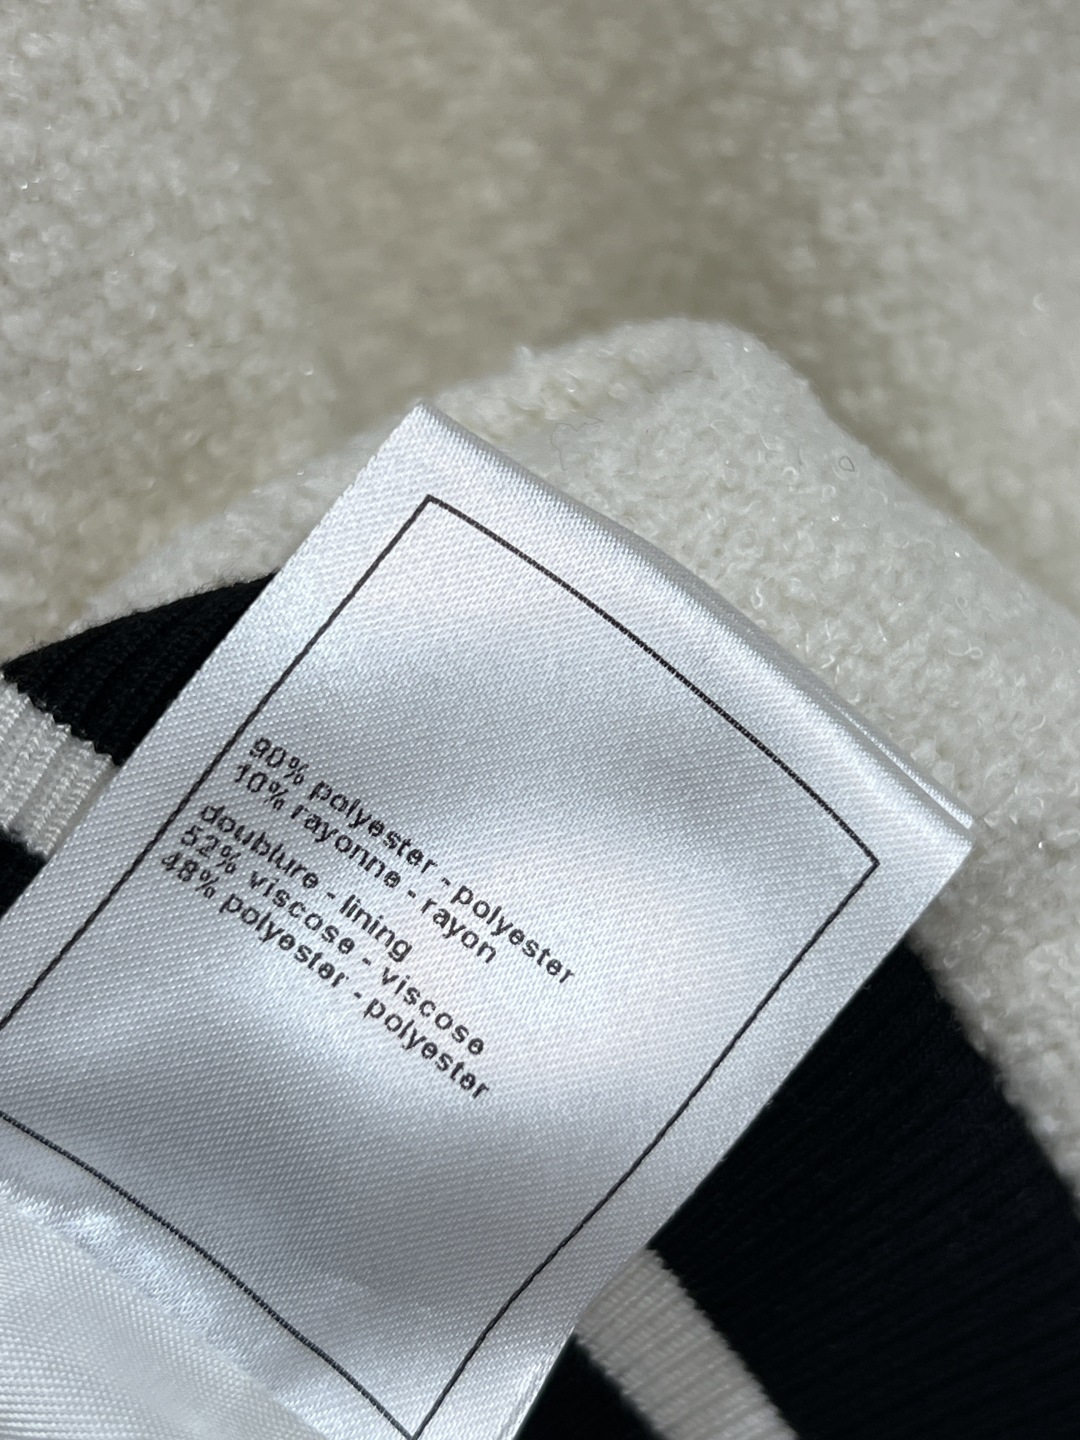 90% polyester - polyester
10% rayonne - rayon
doublure - lining
52% viscose - viscose
48% polyester - polyester